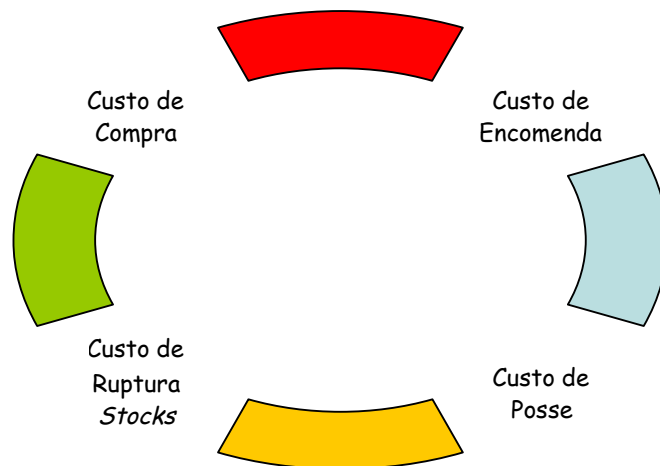 Custo de
Compra
Custo de
Encomenda
Custo de
Ruptura
Stocks
Custo de
Posse